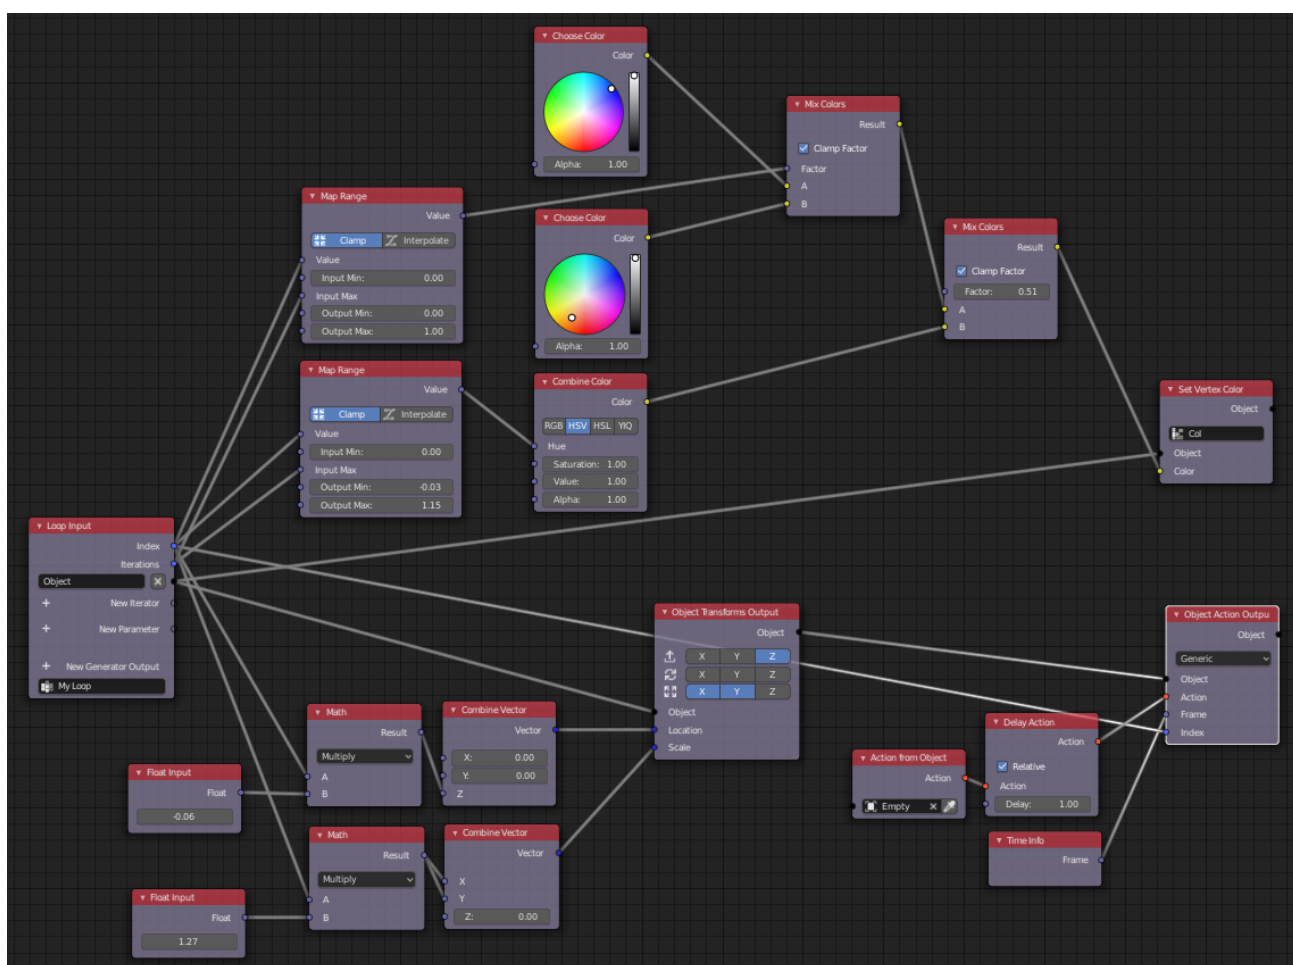 Choose Color
Color
Alpha: 1.00
Mix Colors
Result
Clamp Factor
Factor
A
B
Map Range
Value
Clamp Interpolate
Value
Input Min: 0.00
Input Max
Output Min: 0.00
Output Max: 1.00
Choose Color
Color
Alpha: 1.00
Mix Colors
Result
Clamp Factor
Factor: 0.51
A
B
Map Range
Value
Clamp Interpolate
Value
Input Min: 0.00
Input Max
Output Min: -0.03
Output Max: 1.15
Combine Color
Color
RGB HSV HSL YIQ
Hue
Saturation: 1.00
Value: 1.00
Alpha: 1.00
Set Vertex Color
Object
Col
Object
Color
Loop Input
Index
Iterations
Object
New Iterator
New Parameter
New Generator Output
My Loop
Object Transforms Output
Object
X Y Z
X Y Z
X Y Z
Object
Location
Scale
Object Action Outpu
Object
Generic
Object
Action
Frame
Index
Math
Result
Multiply
A
B
Combine Vector
Vector
X: 0.00
Y: 0.00
Z
Float Input
Float
-0.06
Action from Object
Action
Empty
Delay Action
Action
Relative
Action
Delay: 1.00
Math
Result
Multiply
A
B
Combine Vector
Vector
X
Y
Z: 0.00
Time Info
Frame
Float Input
Float
1.27